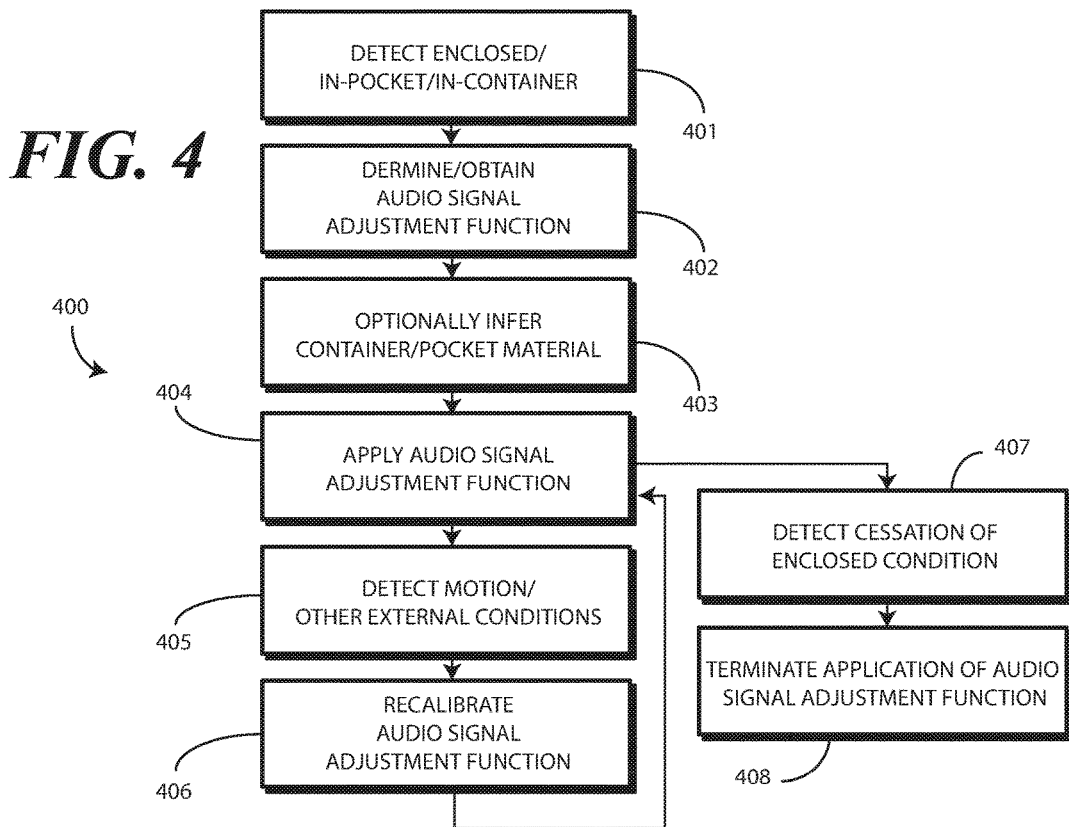 FIG. 4
400
DETECT ENCLOSED/
IN-POCKET/IN-CONTAINER
401
DERMINE/OBTAIN
AUDIO SIGNAL
ADJUSTMENT FUNCTION
402
OPTIONALLY INFER
CONTAINER/POCKET MATERIAL
403
404
APPLY AUDIO SIGNAL
ADJUSTMENT FUNCTION
DETECT MOTION/
OTHER EXTERNAL CONDITIONS
405
RECALIBRATE
AUDIO SIGNAL
ADJUSTMENT FUNCTION
406
407
DETECT CESSATION OF
ENCLOSED CONDITION
TERMINATE APPLICATION OF AUDIO
SIGNAL ADJUSTMENT FUNCTION
408